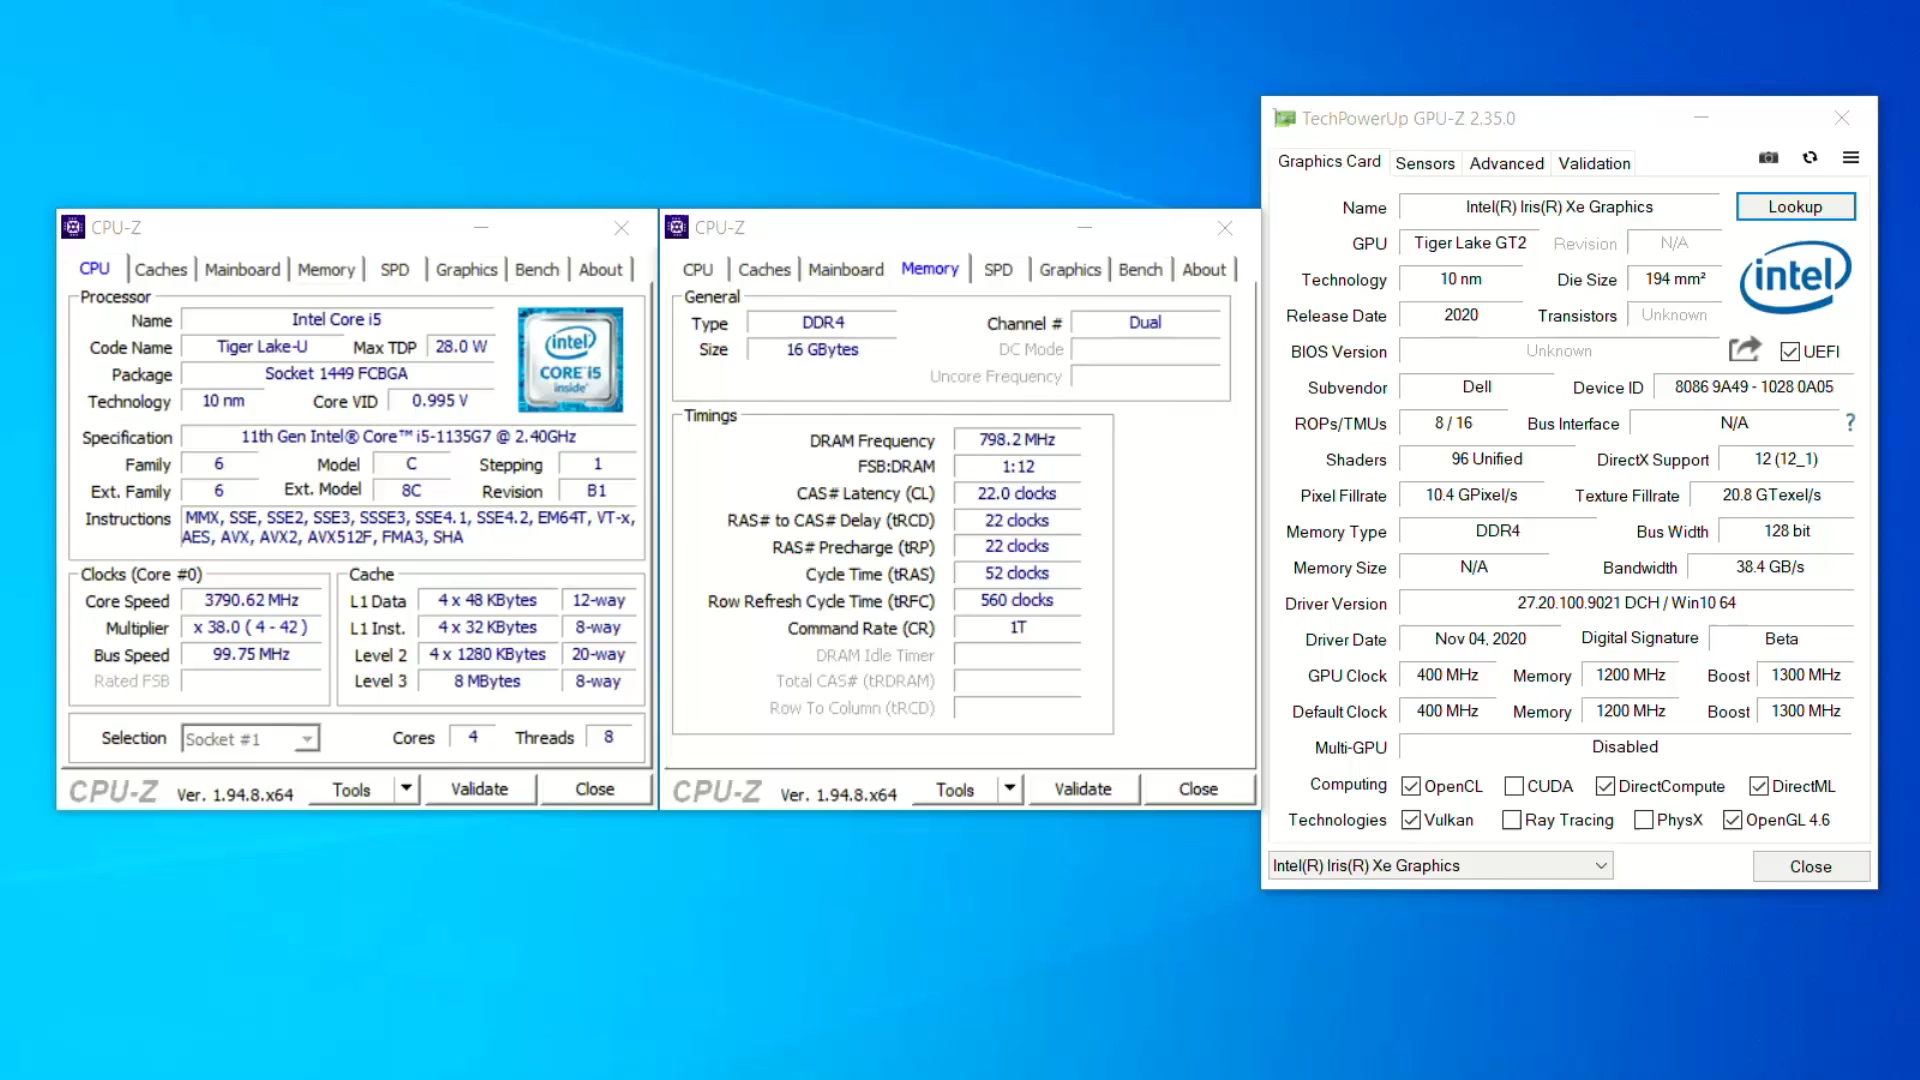 CPU-Z
CPU Caches Mainboard Memory SPD Graphics Bench About
Processor
Name Intel Core i5
Code Name Tiger Lake-U Max TDP 28.0 W
Package Socket 1449 FCBGA
Technology 10 nm Core VID 0.995 V
intel CORE i5 inside™
Specification 11th Gen Intel® Core™ i5-1135G7 @ 2.40GHz
Family 6 Model C Stepping 1
Ext. Family 6 Ext. Model 8C Revision B1
Instructions MMX, SSE, SSE2, SSE3, SSSE3, SSE4.1, SSE4.2, EM64T, VT-x,
AES, AVX, AVX2, AVX512F, FMA3, SHA
Clocks (Core #0)
Core Speed 3790.62 MHz
Multiplier x 38.0 ( 4 - 42 )
Bus Speed 99.75 MHz
Rated FSB
Cache
L1 Data 4 x 48 KBytes 12-way
L1 Inst. 4 x 32 KBytes 8-way
Level 2 4 x 1280 KBytes 20-way
Level 3 8 MBytes 8-way
Selection Socket #1 Cores 4 Threads 8
CPU-Z Ver. 1.94.8.x64 Tools Validate Close
CPU-Z
CPU Caches Mainboard Memory SPD Graphics Bench About
General
Type DDR4 Channel # Dual
Size 16 GBytes DC Mode
Uncore Frequency
Timings
DRAM Frequency 798.2 MHz
FSB:DRAM 1:12
CAS# Latency (CL) 22.0 clocks
RAS# to CAS# Delay (tRCD) 22 clocks
RAS# Precharge (tRP) 22 clocks
Cycle Time (tRAS) 52 clocks
Row Refresh Cycle Time (tRFC) 560 clocks
Command Rate (CR) 1T
DRAM Idle Timer
Total CAS# (tRDRAM)
Row To Column (tRCD)
CPU-Z Ver. 1.94.8.x64 Tools Validate Close
TechPowerUp GPU-Z 2.35.0
Graphics Card Sensors Advanced Validation
Name Intel(R) Iris(R) Xe Graphics Lookup
GPU Tiger Lake GT2 Revision N/A
Technology 10 nm Die Size 194 mm²
intel
Release Date 2020 Transistors Unknown
BIOS Version Unknown UEFI
Subvendor Dell Device ID 8086 9A49 - 1028 0A05
ROPs/TMUs 8 / 16 Bus Interface N/A ?
Shaders 96 Unified DirectX Support 12 (12_1)
Pixel Fillrate 10.4 GPixel/s Texture Fillrate 20.8 GTexel/s
Memory Type DDR4 Bus Width 128 bit
Memory Size N/A Bandwidth 38.4 GB/s
Driver Version 27.20.100.9021 DCH / Win10 64
Driver Date Nov 04, 2020 Digital Signature Beta
GPU Clock 400 MHz Memory 1200 MHz Boost 1300 MHz
Default Clock 400 MHz Memory 1200 MHz Boost 1300 MHz
Multi-GPU Disabled
Computing OpenCL CUDA DirectCompute DirectML
Technologies Vulkan Ray Tracing PhysX OpenGL 4.6
Intel(R) Iris(R) Xe Graphics Close